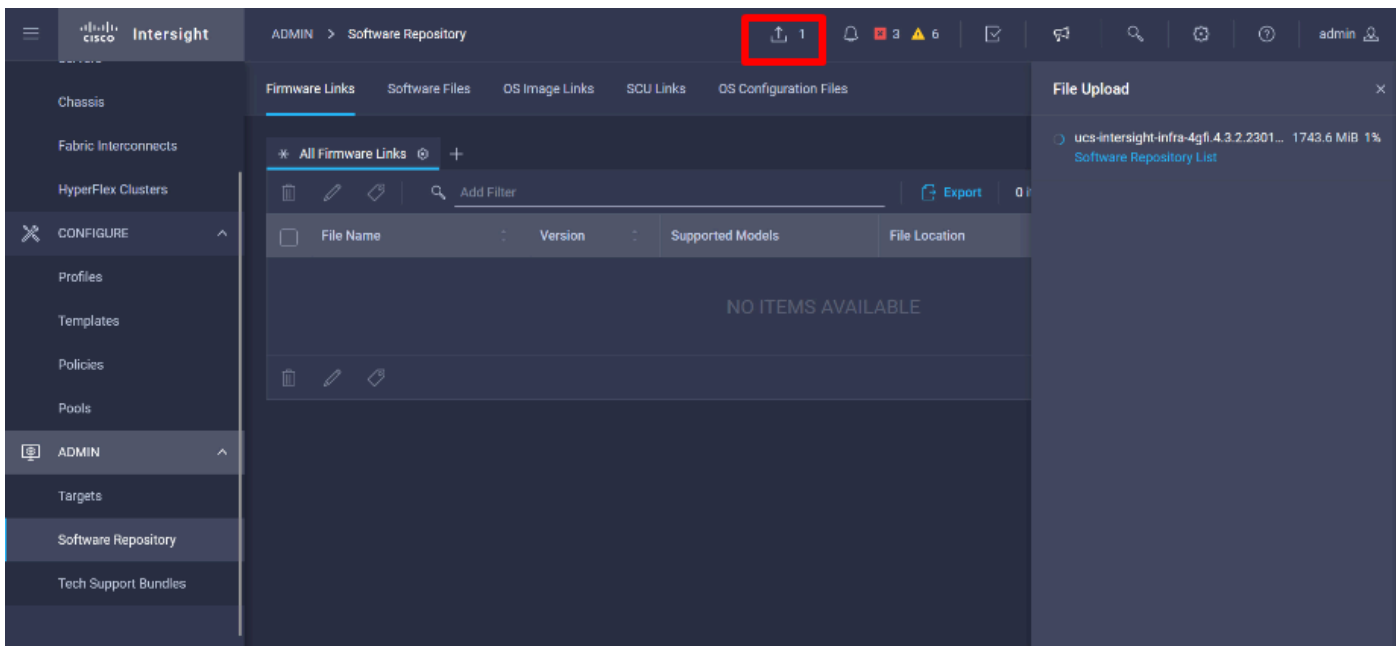 cisco Intersight
ADMIN > Software Repository
1
3
6
admin
Chassis
Fabric Interconnects
HyperFlex Clusters
CONFIGURE
Profiles
Templates
Policies
Pools
ADMIN
Targets
Software Repository
Tech Support Bundles
Firmware Links Software Files OS Image Links SCU Links OS Configuration Files
All Firmware Links +
Add Filter
Export 0
File Name Version Supported Models File Location
NO ITEMS AVAILABLE
File Upload
ucs-intersight-infra-4gfi.4.3.2.2301... 1743.6 MiB 1%
Software Repository List